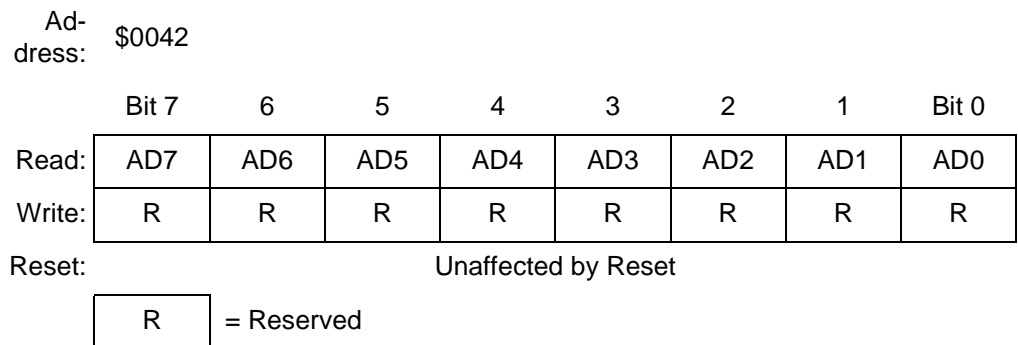 Ad-
dress: $0042
Bit 7 6 5 4 3 2 1 Bit 0
Read: AD7 AD6 AD5 AD4 AD3 AD2 AD1 AD0
Write: R R R R R R R R
Reset: Unaffected by Reset
R = Reserved